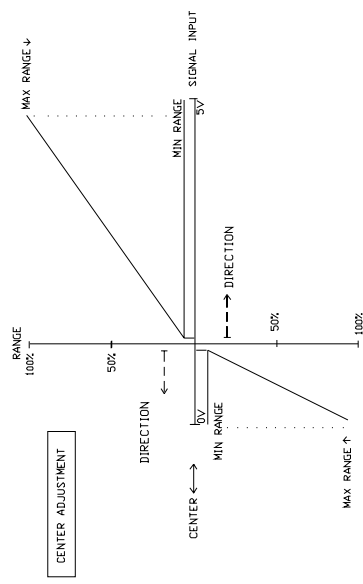 RANGE
MAX RANGE ↓
100%
CENTER ADJUSTMENT
50%
DIRECTION
MIN RANGE
CENTER ↔
SIGNAL INPUT
0V
5V
MIN RANGE
DIRECTION
50%
MAX RANGE ↑
100%